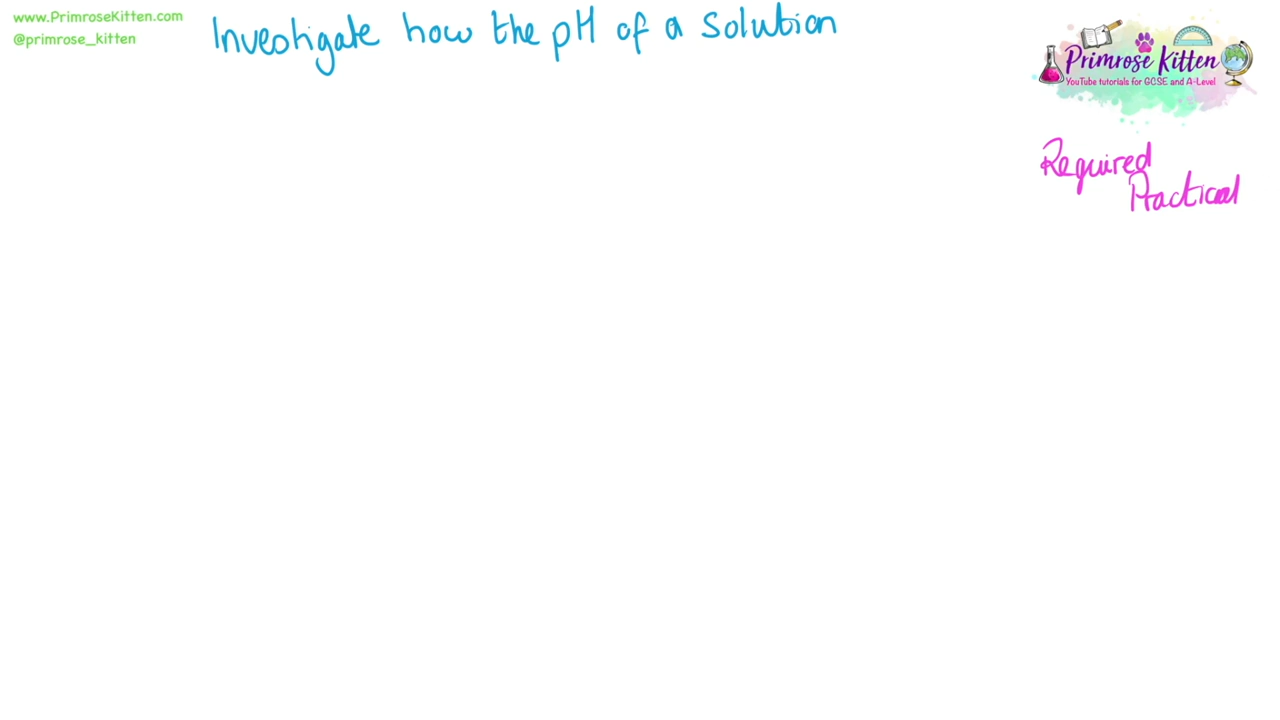 www.PrimroseKitten.com
@primrose_kitten
Investigate how the pH of a solution
Primrose Kitten
YouTube tutorials for GCSE and A-Level
Required
Practical